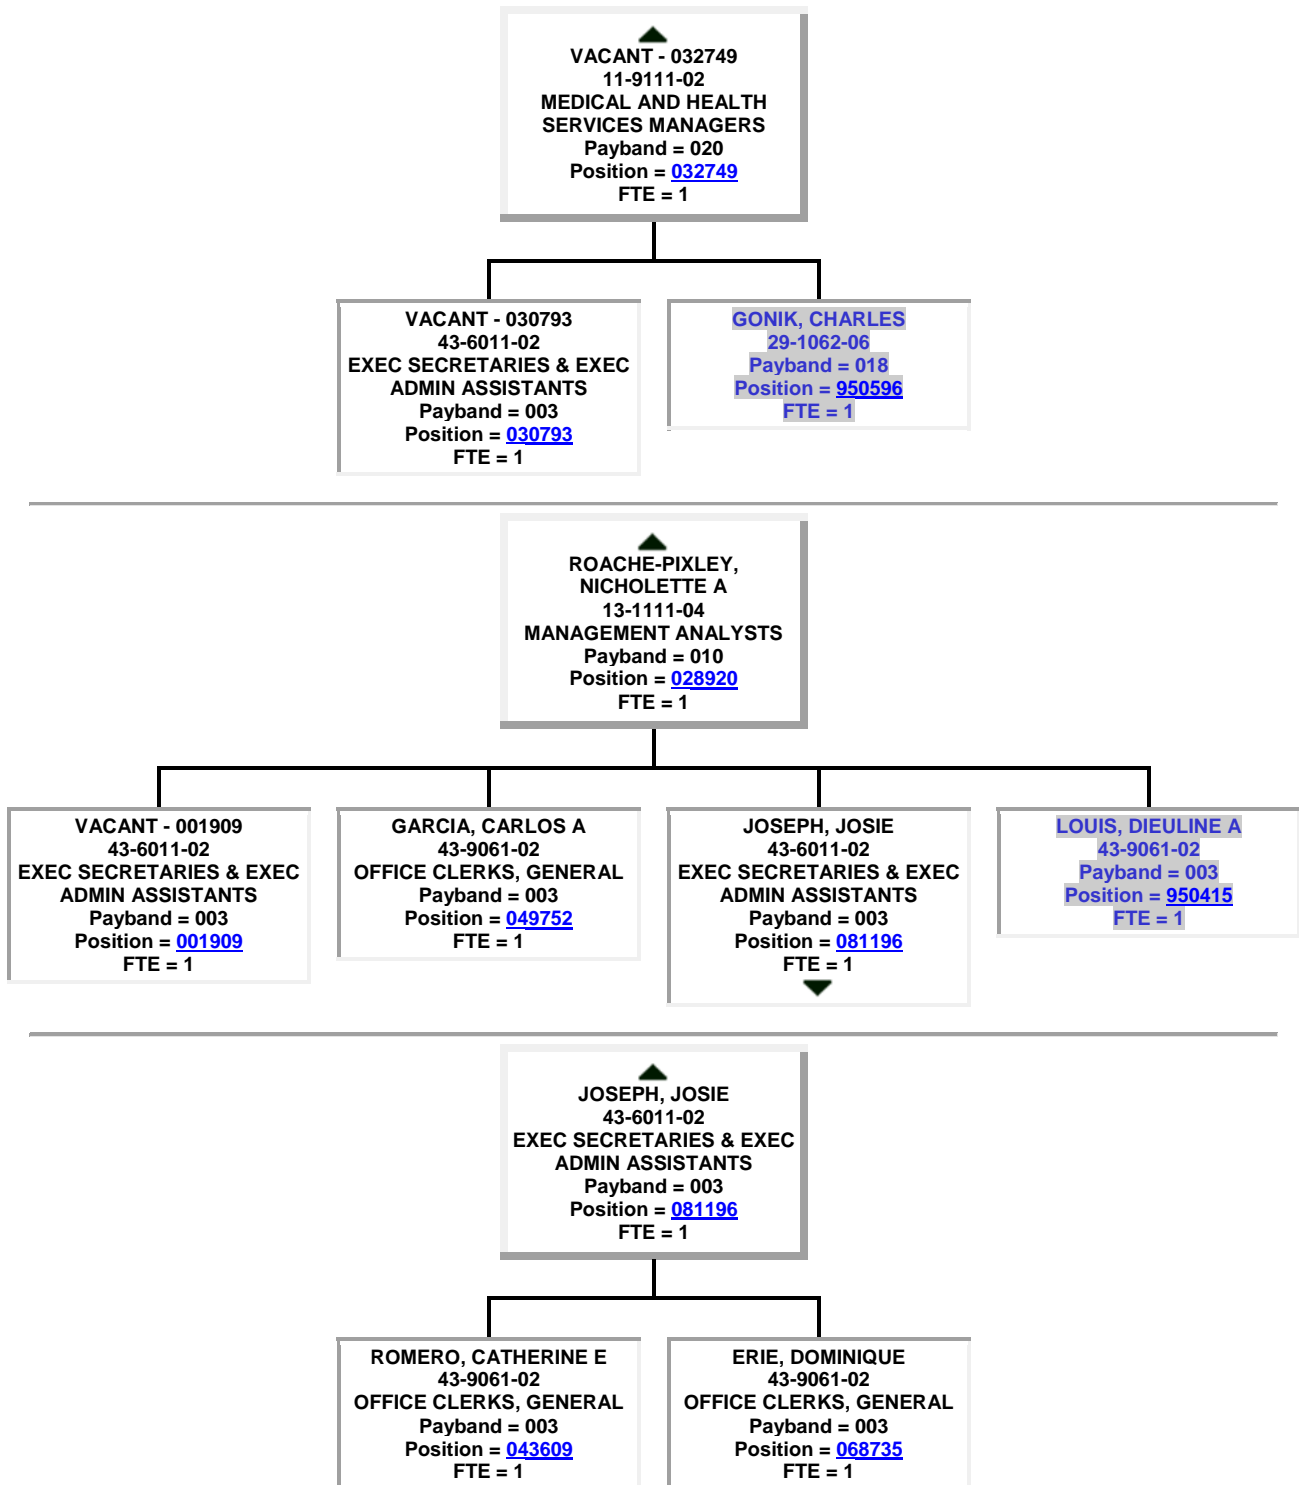 VACANT - 032749
11-9111-02
MEDICAL AND HEALTH
SERVICES MANAGERS
Payband = 020
Position = 032749
FTE = 1
VACANT - 030793
43-6011-02
EXEC SECRETARIES & EXEC
ADMIN ASSISTANTS
Payband = 003
Position = 030793
FTE = 1
GONIK, CHARLES
29-1062-06
Payband = 018
Position = 950596
FTE = 1
ROACHE-PIXLEY,
NICHOLETTE A
13-1111-04
MANAGEMENT ANALYSTS
Payband = 010
Position = 028920
FTE = 1
VACANT - 001909
43-6011-02
EXEC SECRETARIES & EXEC
ADMIN ASSISTANTS
Payband = 003
Position = 001909
FTE = 1
GARCIA, CARLOS A
43-9061-02
OFFICE CLERKS, GENERAL
Payband = 003
Position = 049752
FTE = 1
JOSEPH, JOSIE
43-6011-02
EXEC SECRETARIES & EXEC
ADMIN ASSISTANTS
Payband = 003
Position = 081196
FTE = 1
LOUIS, DIEULINE A
43-9061-02
Payband = 003
Position = 950415
FTE = 1
JOSEPH, JOSIE
43-6011-02
EXEC SECRETARIES & EXEC
ADMIN ASSISTANTS
Payband = 003
Position = 081196
FTE = 1
ROMERO, CATHERINE E
43-9061-02
OFFICE CLERKS, GENERAL
Payband = 003
Position = 043609
FTE = 1
ERIE, DOMINIQUE
43-9061-02
OFFICE CLERKS, GENERAL
Payband = 003
Position = 068735
FTE = 1